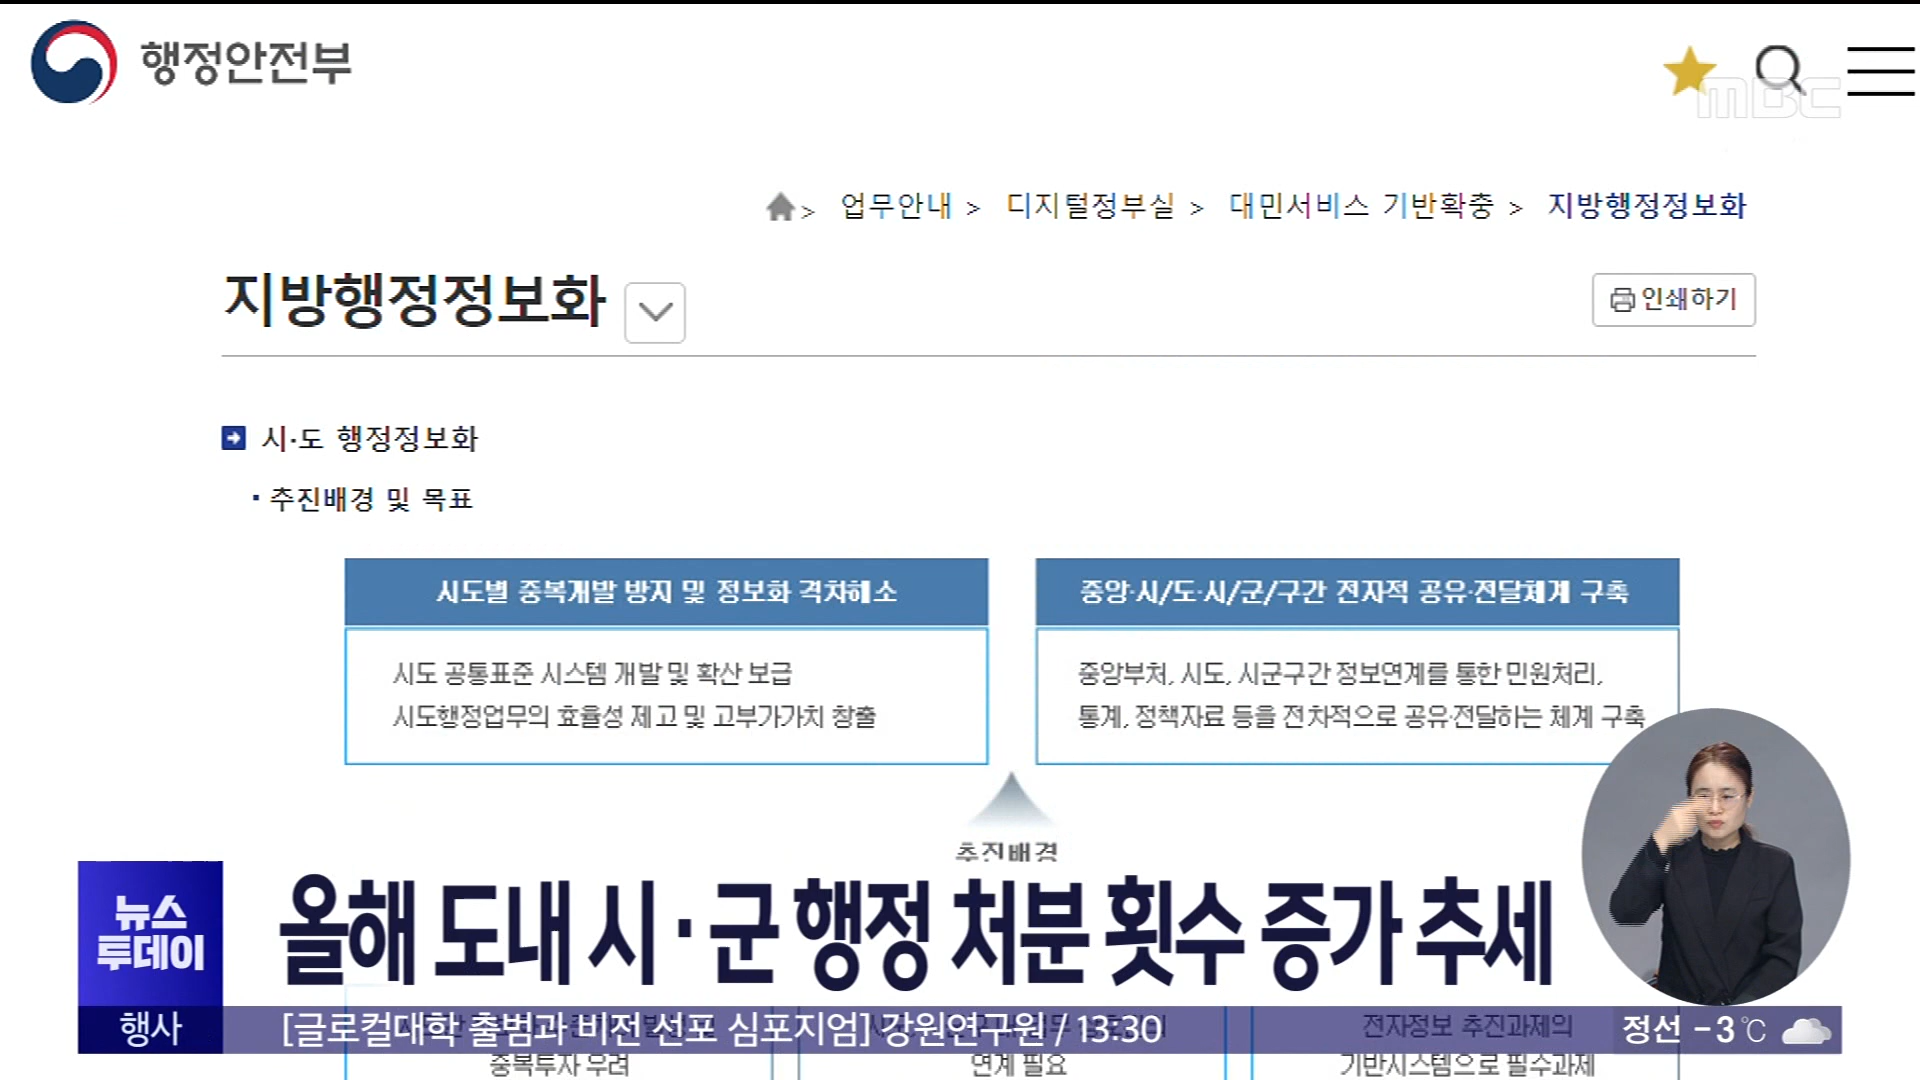 행정안전부
MBC
업무안내 > 디지털정부실 > 대민서비스 기반확충 > 지방행정정보화
지방행정정보화
인쇄하기
시·도 행정정보화
추진배경 및 목표
시도별 중복개발 방지 및 정보화 격차해소
중앙·시/도·시/군/구간 전자적 공유·전달체계 구축
시도 공통표준 시스템 개발 및 확산 보급
시도행정업무의 효율성 제고 및 고부가가치 창출
중앙부처, 시도, 시군구간 정보연계를 통한 민원처리,
통계, 정책자료 등을 전자적으로 공유·전달하는 체계 구축
추진배경
뉴스
투데이
올해 도내 시·군 행정 처분 횟수 증가 추세
행사
[글로컬대학 출범과 비전 선포 심포지엄] 강원연구원 / 13:30
전자정보 추진과제의
정선 -3℃
중복투자 우려
연계 필요
기반시스템으로 필수과제